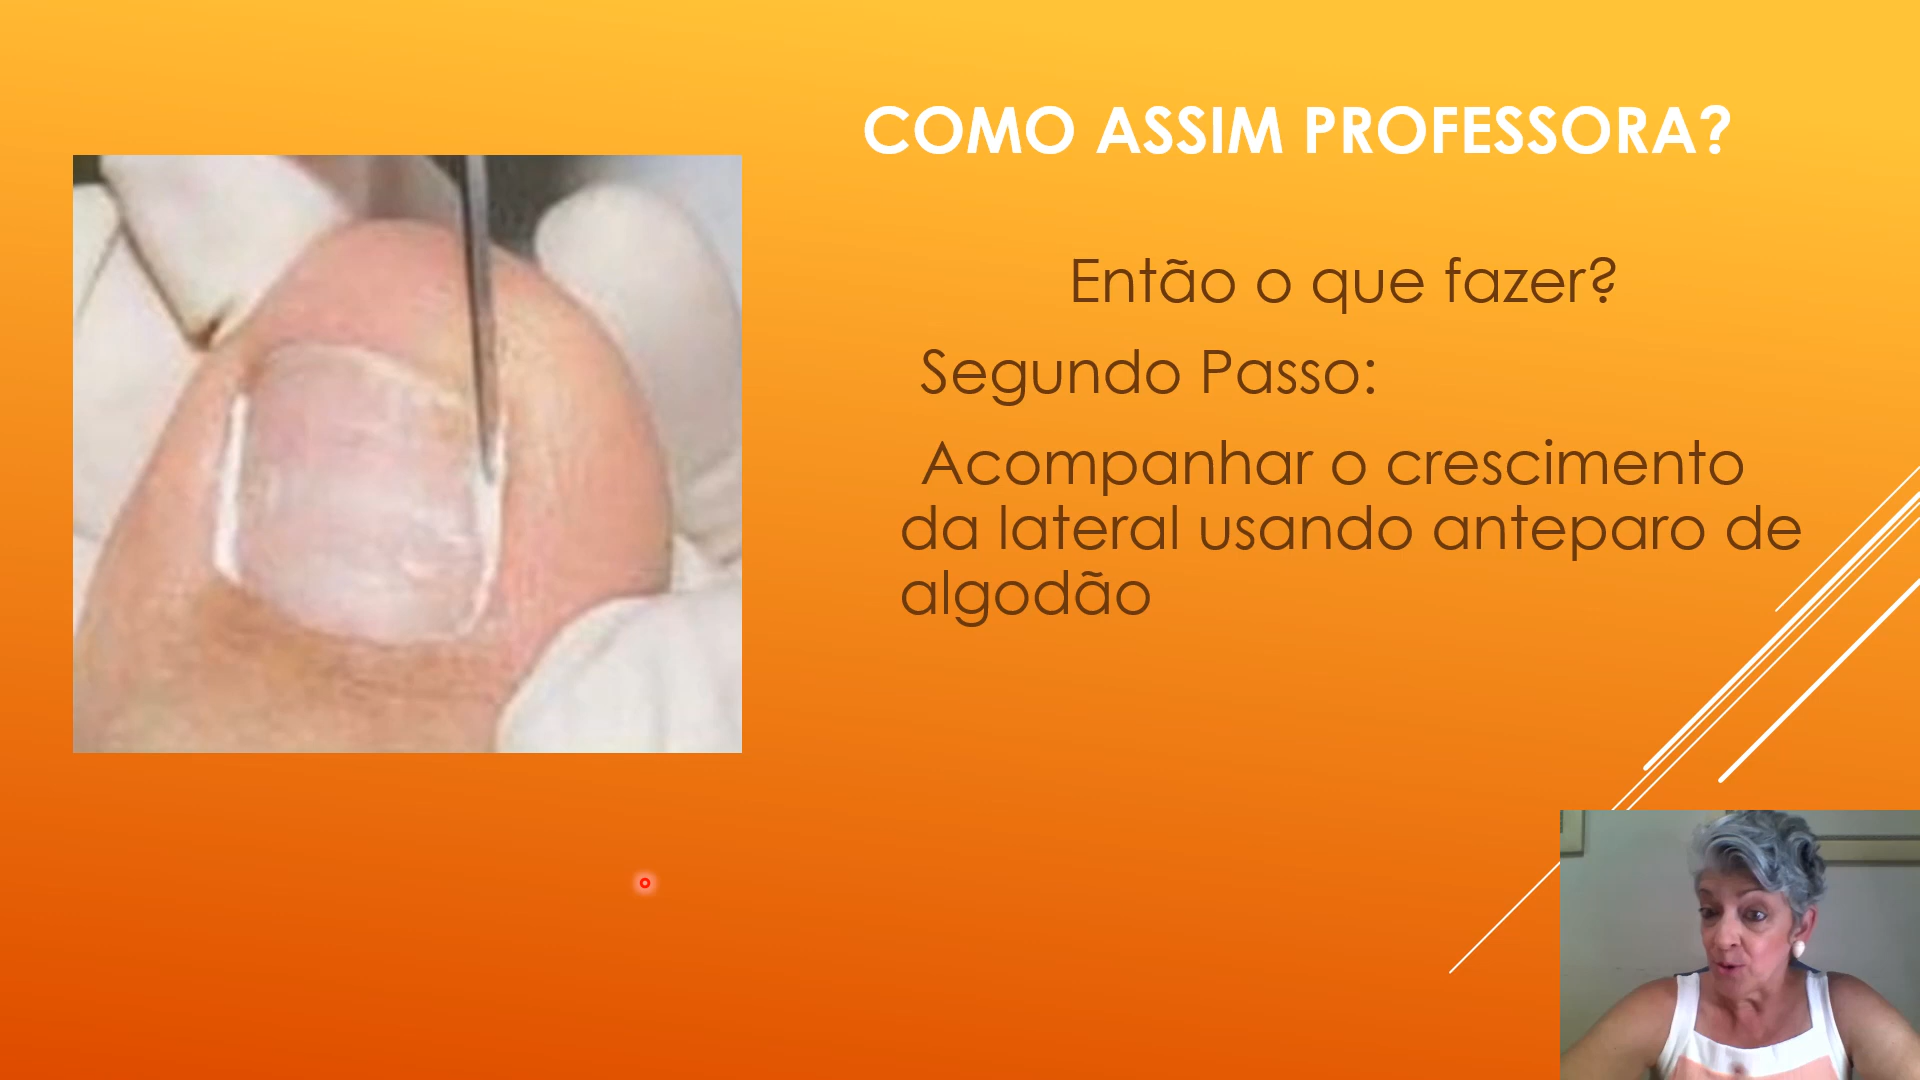 COMO ASSIM PROFESSORA?
Então o que fazer?
Segundo Passo:
Acompanhar o crescimento
da lateral usando anteparo de
algodão